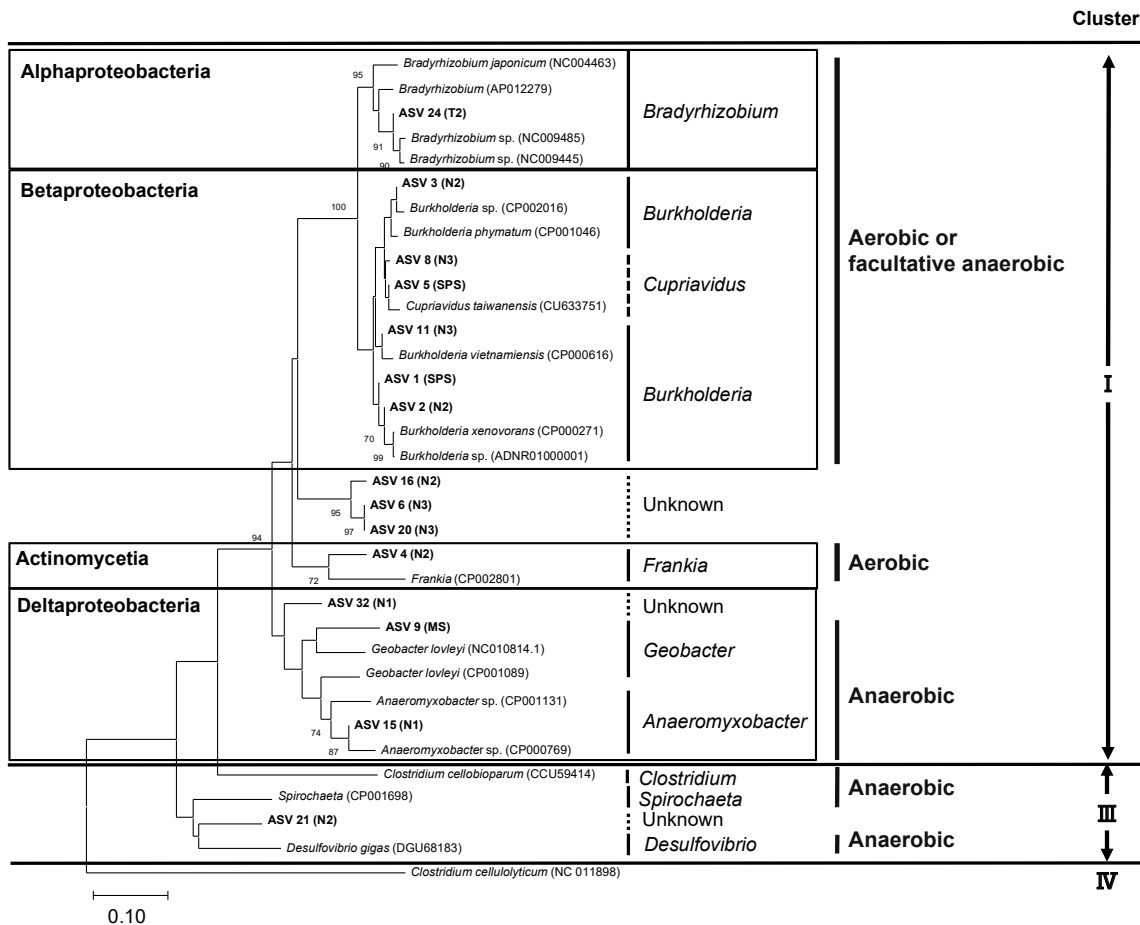 Cluster
Alphaproteobacteria
95
Bradyrhizobium japonicum (NC004463)
Bradyrhizobium (AP012279)
ASV 24 (T2)
91
Bradyrhizobium sp. (NC009485)
90
Bradyrhizobium sp. (NC009445)
Bradyrhizobium
Betaproteobacteria
100
ASV 3 (N2)
Burkholderia sp. (CP002016)
Burkholderia phymatum (CP001046)
Burkholderia
ASV 8 (N3)
ASV 5 (SPS)
Cupriavidus taiwanensis (CU633751)
Cupriavidus
ASV 11 (N3)
Burkholderia vietnamiensis (CP000616)
ASV 1 (SPS)
ASV 2 (N2)
70
Burkholderia xenovorans (CP000271)
99
Burkholderia sp. (ADNR01000001)
Burkholderia
Aerobic or
facultative anaerobic
I
ASV 16 (N2)
95
ASV 6 (N3)
97
ASV 20 (N3)
Unknown
94
Actinomycetia
ASV 4 (N2)
72
Frankia (CP002801)
Frankia
Aerobic
Deltaproteobacteria
ASV 32 (N1)
Unknown
ASV 9 (MS)
Geobacter lovleyi (NC010814.1)
Geobacter lovleyi (CP001089)
Geobacter
Anaeromyxobacter sp. (CP001131)
74
ASV 15 (N1)
87
Anaeromyxobacter sp. (CP000769)
Anaeromyxobacter
Anaerobic
Clostridium cellobioparum (CCU59414)
Clostridium
Spirochaeta (CP001698)
Spirochaeta
Anaerobic
III
ASV 21 (N2)
Unknown
Desulfovibrio gigas (DGU68183)
Desulfovibrio
Anaerobic
Clostridium cellulolyticum (NC 011898)
IV
0.10